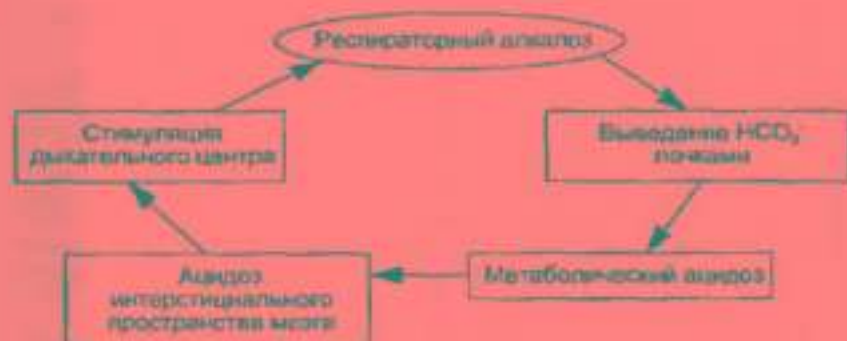 Респираторный алкалоз
Стимуляция
дыхательного центра
Выведение HCO₃
почками
Ацидоз
интерстициального
пространства мозга
Метаболический ацидоз